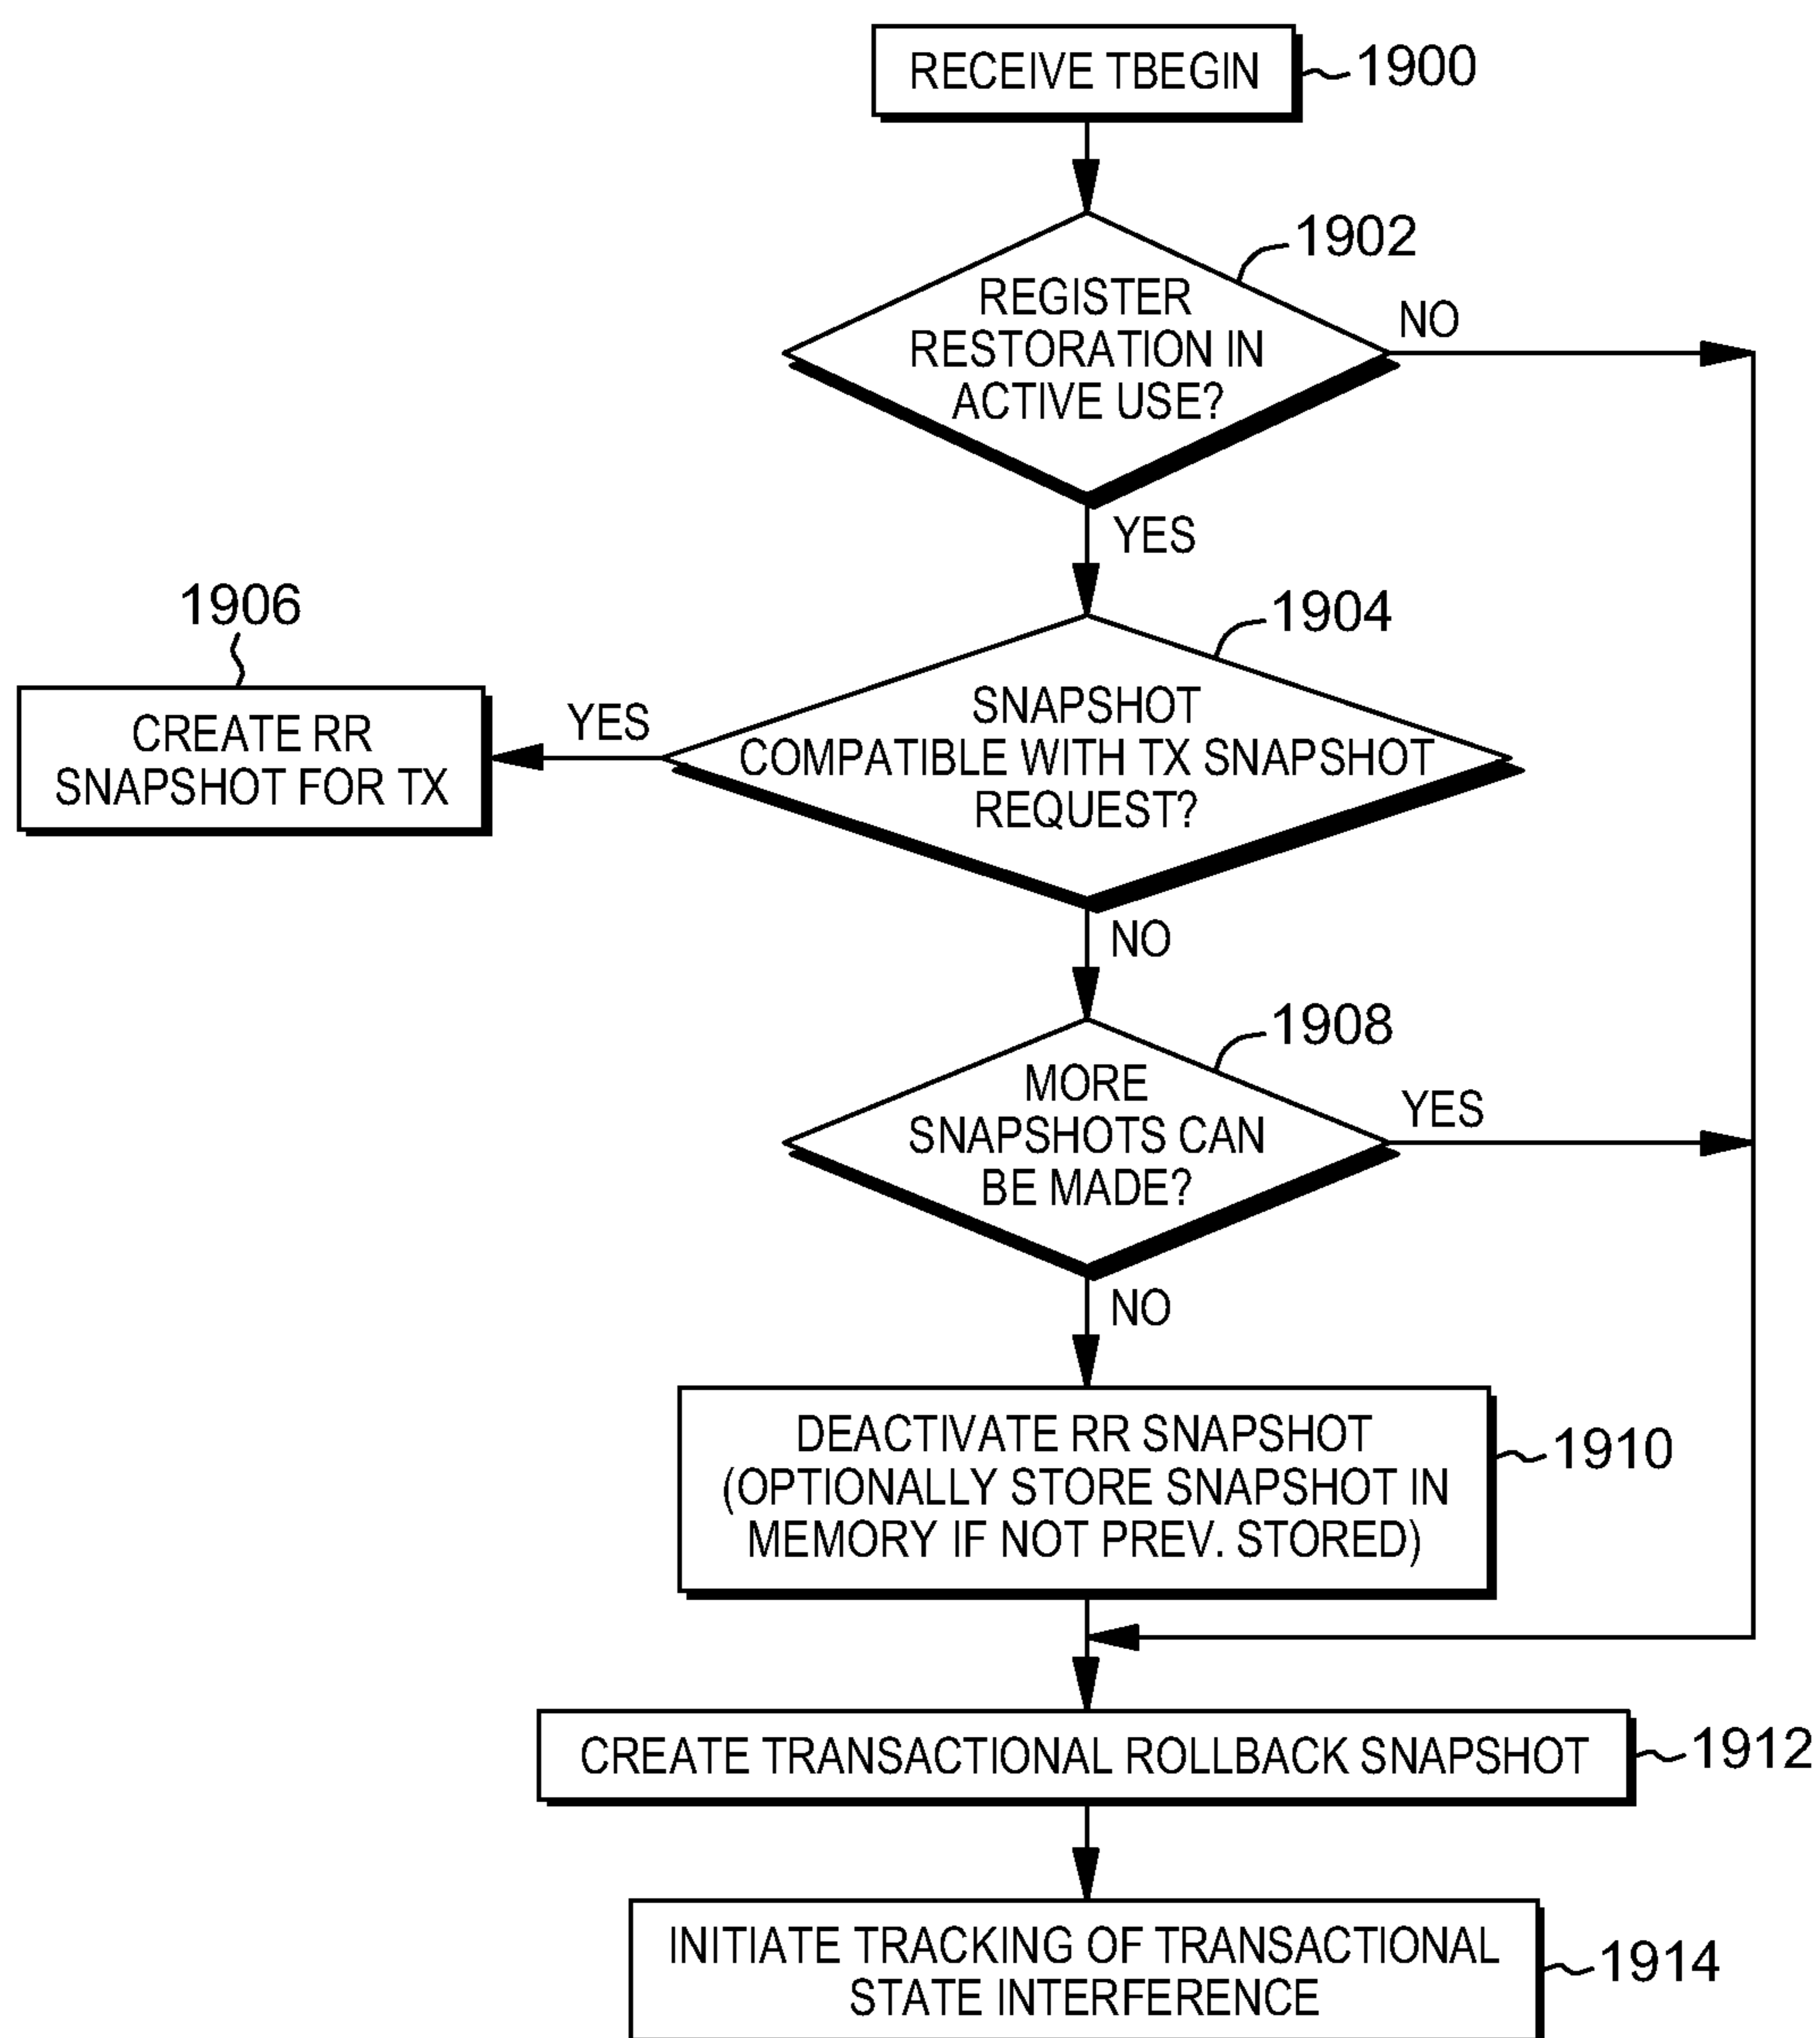 RECEIVE TBEGIN
1900
1902
REGISTER
RESTORATION IN
ACTIVE USE?
NO
YES
1904
SNAPSHOT
COMPATIBLE WITH TX SNAPSHOT
REQUEST?
YES
1906
CREATE RR
SNAPSHOT FOR TX
NO
1908
MORE
SNAPSHOTS CAN
BE MADE?
YES
NO
DEACTIVATE RR SNAPSHOT
(OPTIONALLY STORE SNAPSHOT IN
MEMORY IF NOT PREV. STORED)
1910
CREATE TRANSACTIONAL ROLLBACK SNAPSHOT
1912
INITIATE TRACKING OF TRANSACTIONAL
STATE INTERFERENCE
1914